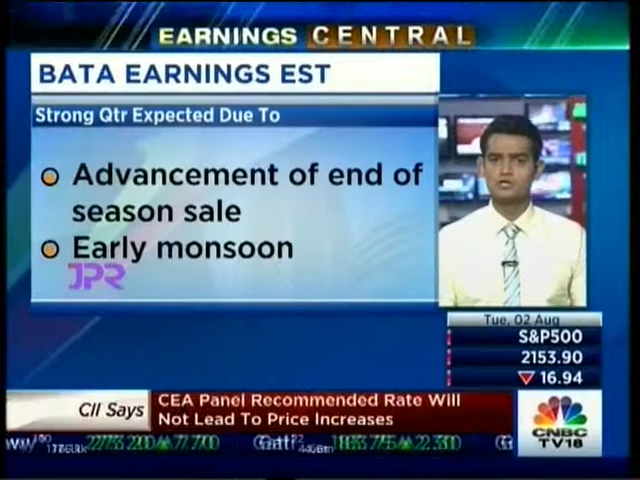 EARNINGS CENTRAL
BATA EARNINGS EST
Strong Qtr Expected Due To
Advancement of end of
season sale
Early monsoon
JPR
Tue, 02 Aug
S&P500
2153.90
16.94
CII Says
CEA Panel Recommended Rate Will
Not Lead To Price Increases
CNBC
TV18